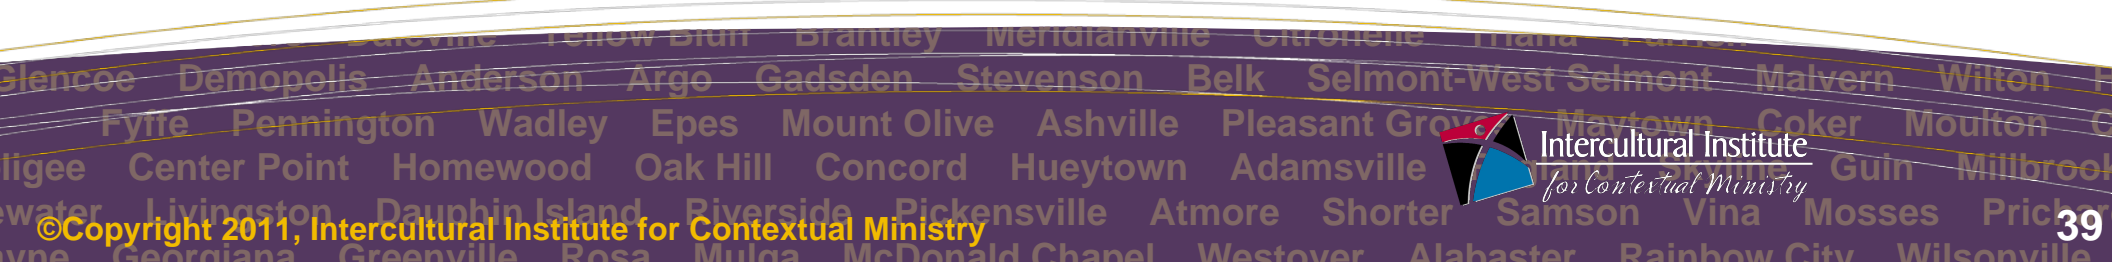 Daleville Yellow Bluff Brantley Meridianville Citronelle
Glencoe Demopolis Anderson Argo Gadsden Stevenson Belk Selmont-West Selmont Malvern Wilton
Fyffe Pennington Wadley Epes Mount Olive Ashville Pleasant Grove Maytown Coker Moulton
Center Point Homewood Oak Hill Concord Hueytown Adamsville Guin Millbrook
Livingston Dauphin Island Riverside Pickensville Atmore Shorter Samson Vina Mosses
Georgiana Greenville Rosa Mulga McDonald Chapel Westover Alabaster Rainbow City Wilsonville
Intercultural Institute
for Contextual Ministry
©Copyright 2011, Intercultural Institute for Contextual Ministry
39